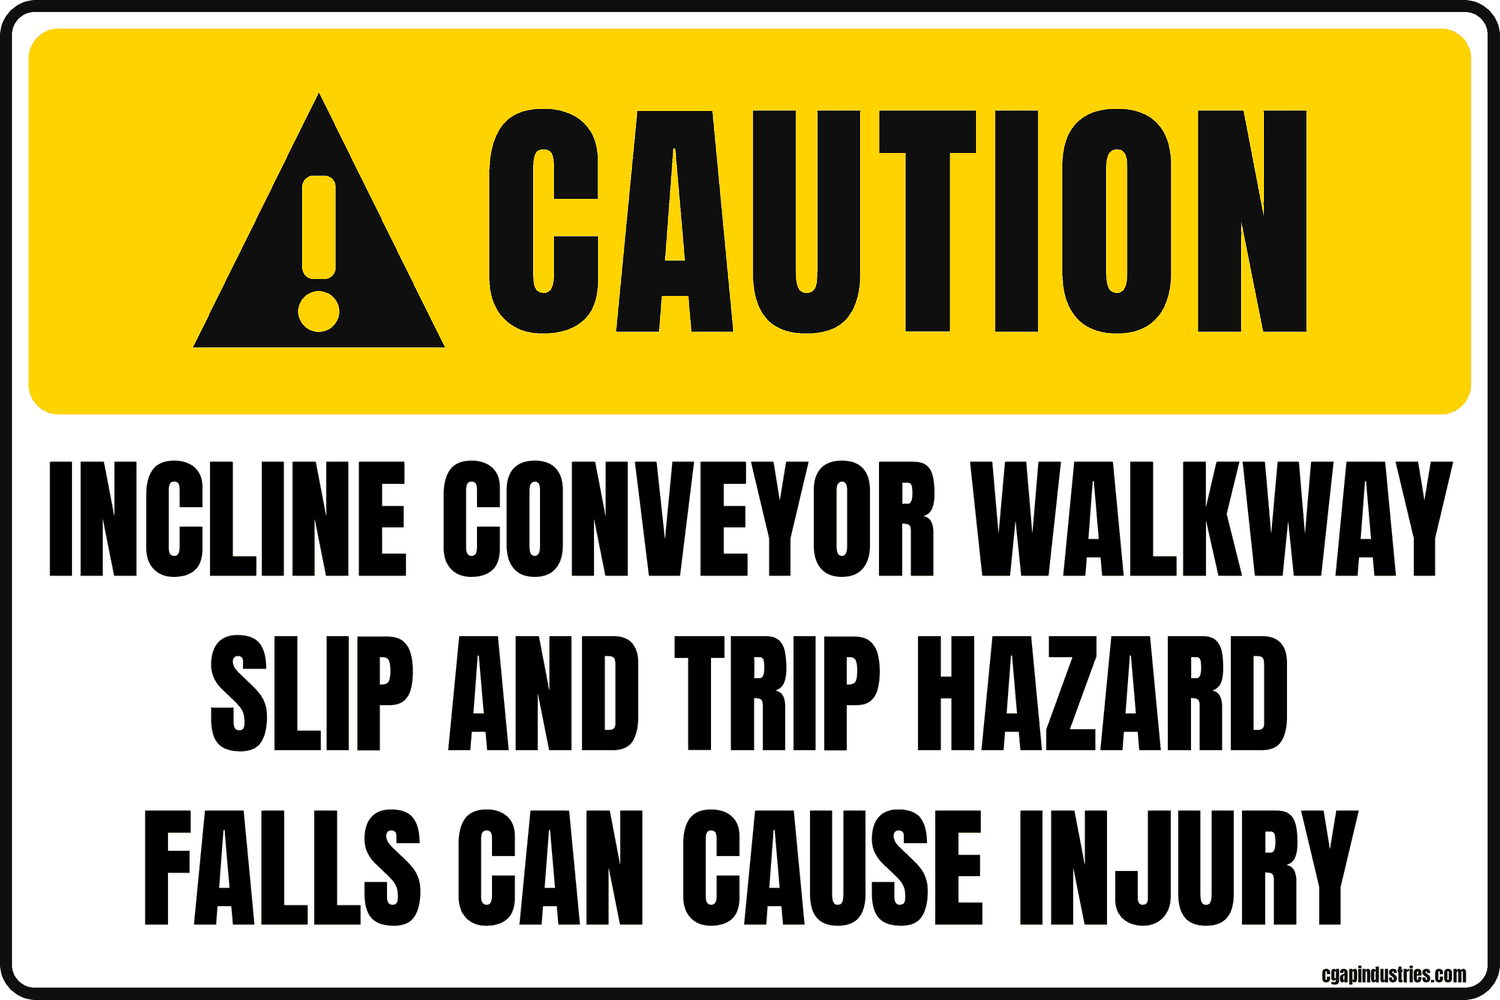 CAUTION
INCLINE CONVEYOR WALKWAY
SLIP AND TRIP HAZARD
FALLS CAN CAUSE INJURY
cgapindustries.com